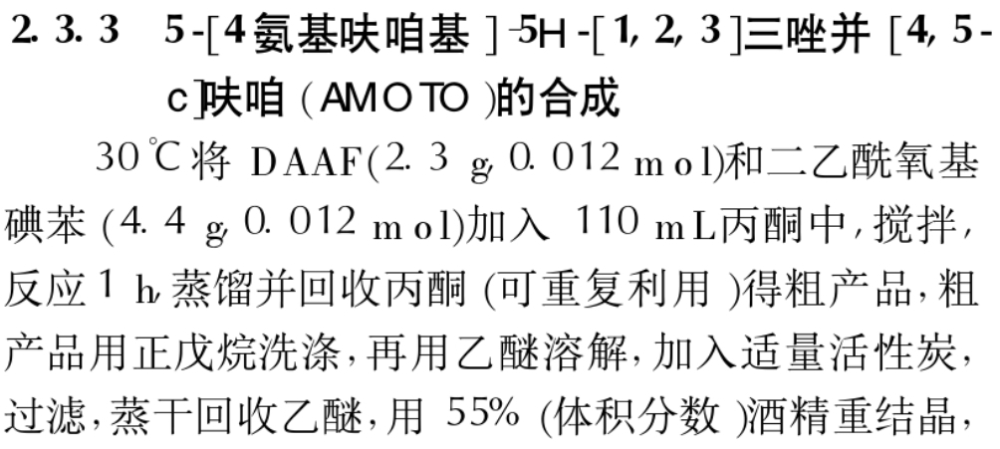 2. 3. 3 5-[4氨基呋咱基]-5H-[1, 2, 3]三唑并[4, 5-
c]呋咱(AMOTO)的合成
30℃将 DAAF(2. 3 g, 0. 012 mol)和二乙酰氧基
碘苯(4. 4 g, 0. 012 mol)加入 110 mL丙酮中,搅拌,
反应1 h,蒸馏并回收丙酮(可重复利用)得粗产品,粗
产品用正戊烷洗涤,再用乙醚溶解,加入适量活性炭,
过滤,蒸干回收乙醚,用 55% (体积分数)酒精重结晶,